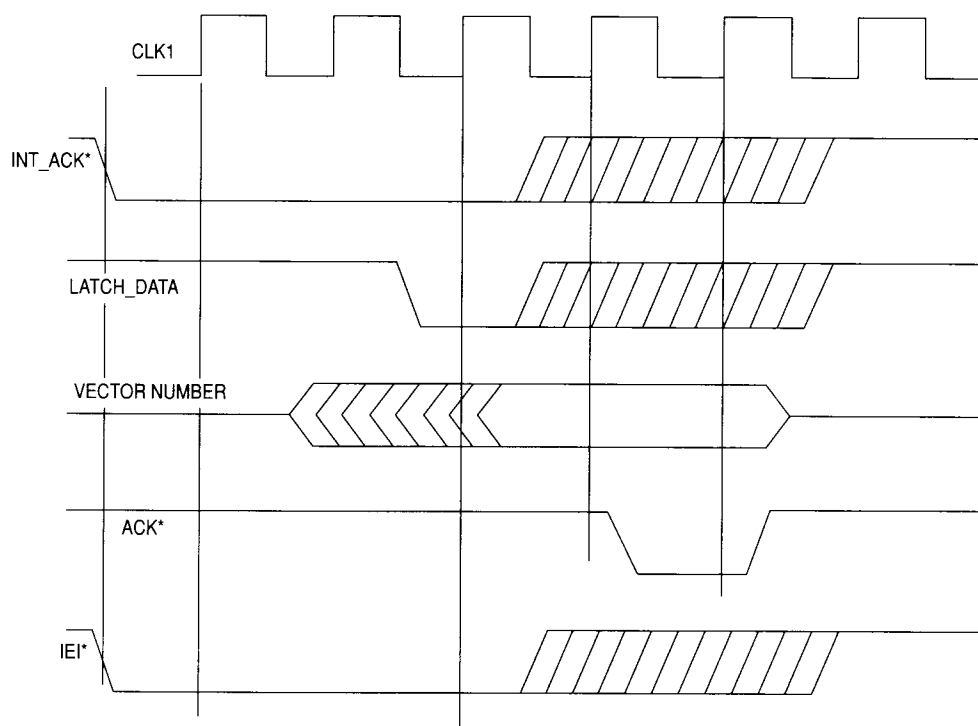 CLK1
INT_ACK*
LATCH_DATA
VECTOR NUMBER
ACK*
IEI*